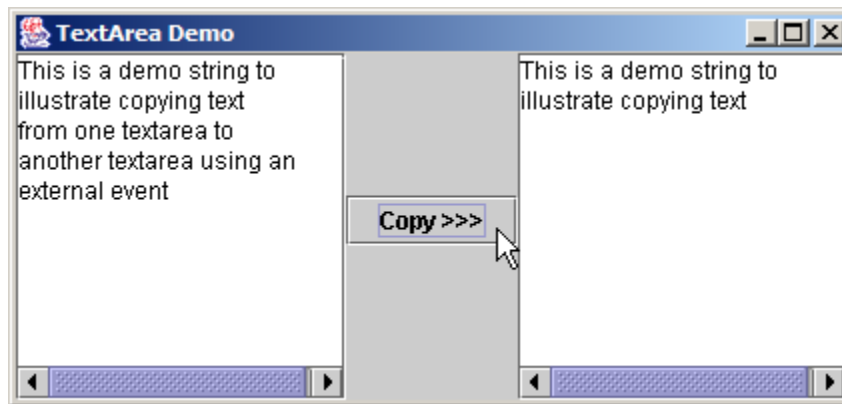 TextArea Demo
This is a demo string to
illustrate copying text
from one textarea to
another textarea using an
external event
Copy >>>
This is a demo string to
illustrate copying text